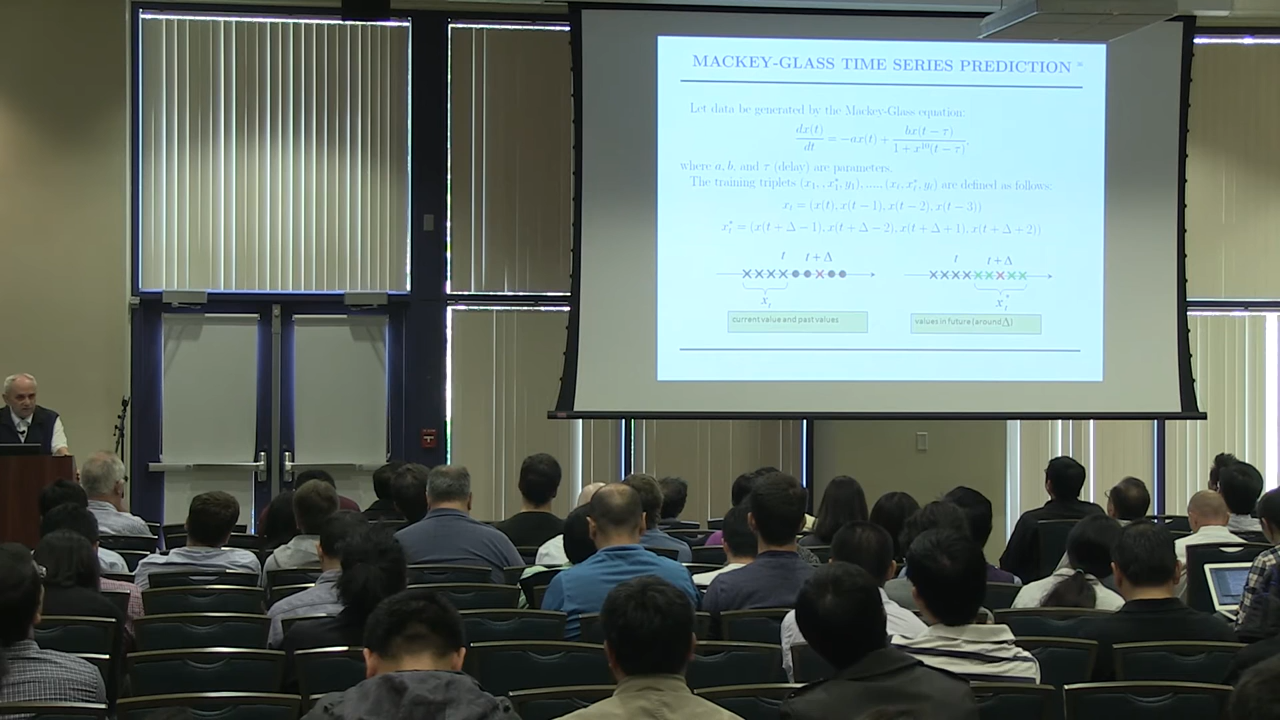 MACKEY-GLASS TIME SERIES PREDICTION
Let data be generated by the Mackey-Glass equation:
dx(t)/dt = −ax(t) + bx(t − τ)/(1 + x¹⁰(t − τ)),
where a, b, and τ (delay) are parameters.
The training triplets (x₁, , x₁*, y₁), ...., (xₗ, xₗ*, yₗ) are defined as follows:
xₜ = (x(t), x(t − 1), x(t − 2), x(t − 3))
xₜ* = (x(t + Δ − 1), x(t + Δ − 2), x(t + Δ + 1), x(t + Δ + 2))
t t + Δ t t + Δ
xₜ xₜ*
current value and past values
values in future (around Δ)